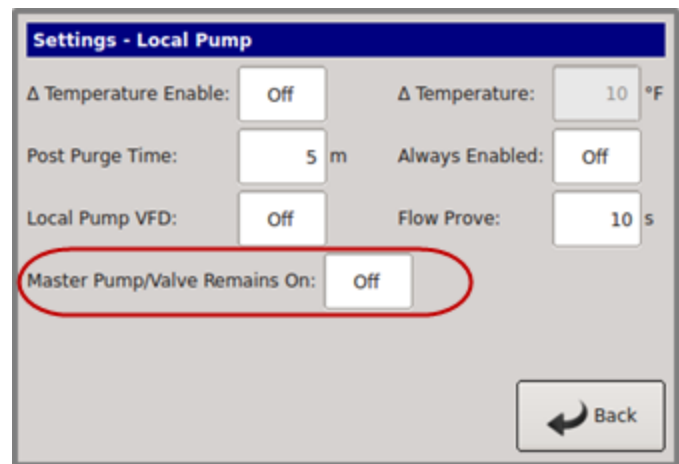 Settings - Local Pump
Δ Temperature Enable: Off Δ Temperature: 10 °F
Post Purge Time: 5 m Always Enabled: Off
Local Pump VFD: Off Flow Prove: 10 s
Master Pump/Valve Remains On: Off
Back